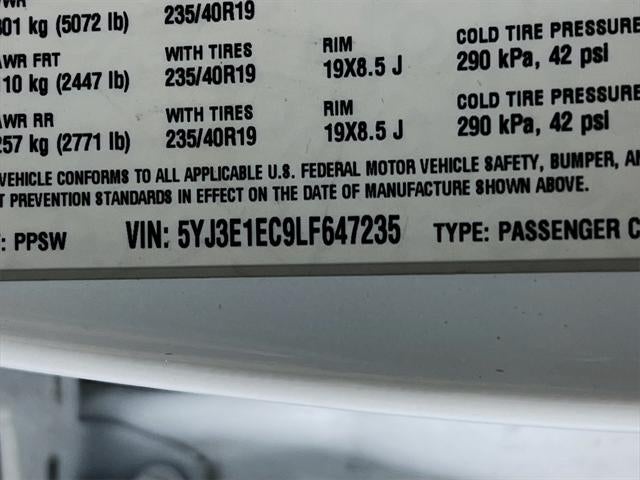 (5072 lb) 235/40R19
AWR FRT WITH TIRES RIM COLD TIRE PRESSURE
110 kg (2447 lb) 235/40R19 19X8.5 J 290 kPa, 42 psi
AWR RR WITH TIRES RIM COLD TIRE PRESSURE
257 kg (2771 lb) 235/40R19 19X8.5 J 290 kPa, 42 psi
VEHICLE CONFORMS TO ALL APPLICABLE U.S. FEDERAL MOTOR VEHICLE SAFETY, BUMPER, AN
T PREVENTION STANDARDS IN EFFECT ON THE DATE OF MANUFACTURE SHOWN ABOVE.
: PPSW VIN: 5YJ3E1EC9LF647235 TYPE: PASSENGER C